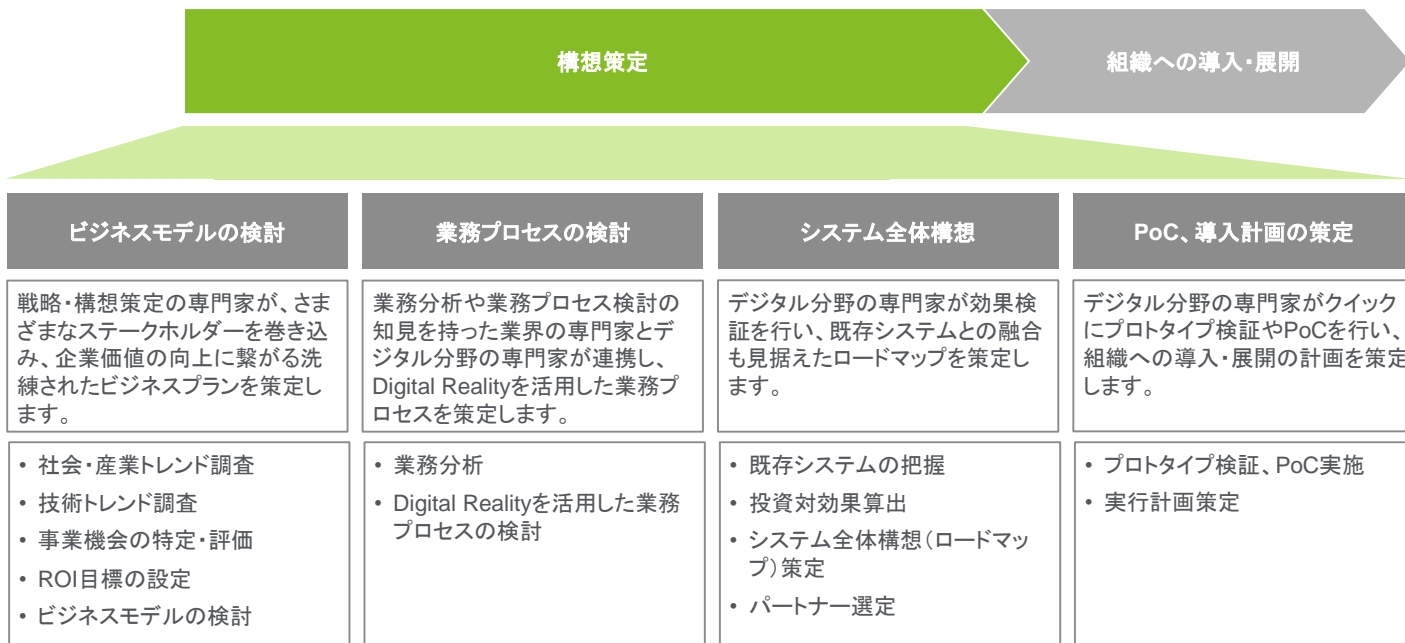 構想策定
組織への導入・展開
ビジネスモデルの検討
業務プロセスの検討
システム全体構想
PoC、導入計画の策定
戦略・構想策定の専門家が、さま
ざまなステークホルダーを巻き込
み、企業価値の向上に繋がる洗
練されたビジネスプランを策定し
ます。
業務分析や業務プロセス検討の
知見を持った業界の専門家とデ
ジタル分野の専門家が連携し、
Digital Realityを活用した業務プ
ロセスを策定します。
デジタル分野の専門家が効果検
証を行い、既存システムとの融合
も見据えたロードマップを策定し
ます。
デジタル分野の専門家がクイック
にプロトタイプ検証やPoCを行い、
組織への導入・展開の計画を策定
します。
• 社会・産業トレンド調査
• 技術トレンド調査
• 事業機会の特定・評価
• ROI目標の設定
• ビジネスモデルの検討
• 業務分析
• Digital Realityを活用した業務
プロセスの検討
• 既存システムの把握
• 投資対効果算出
• システム全体構想（ロードマッ
プ）策定
• パートナー選定
• プロトタイプ検証、PoC実施
• 実行計画策定